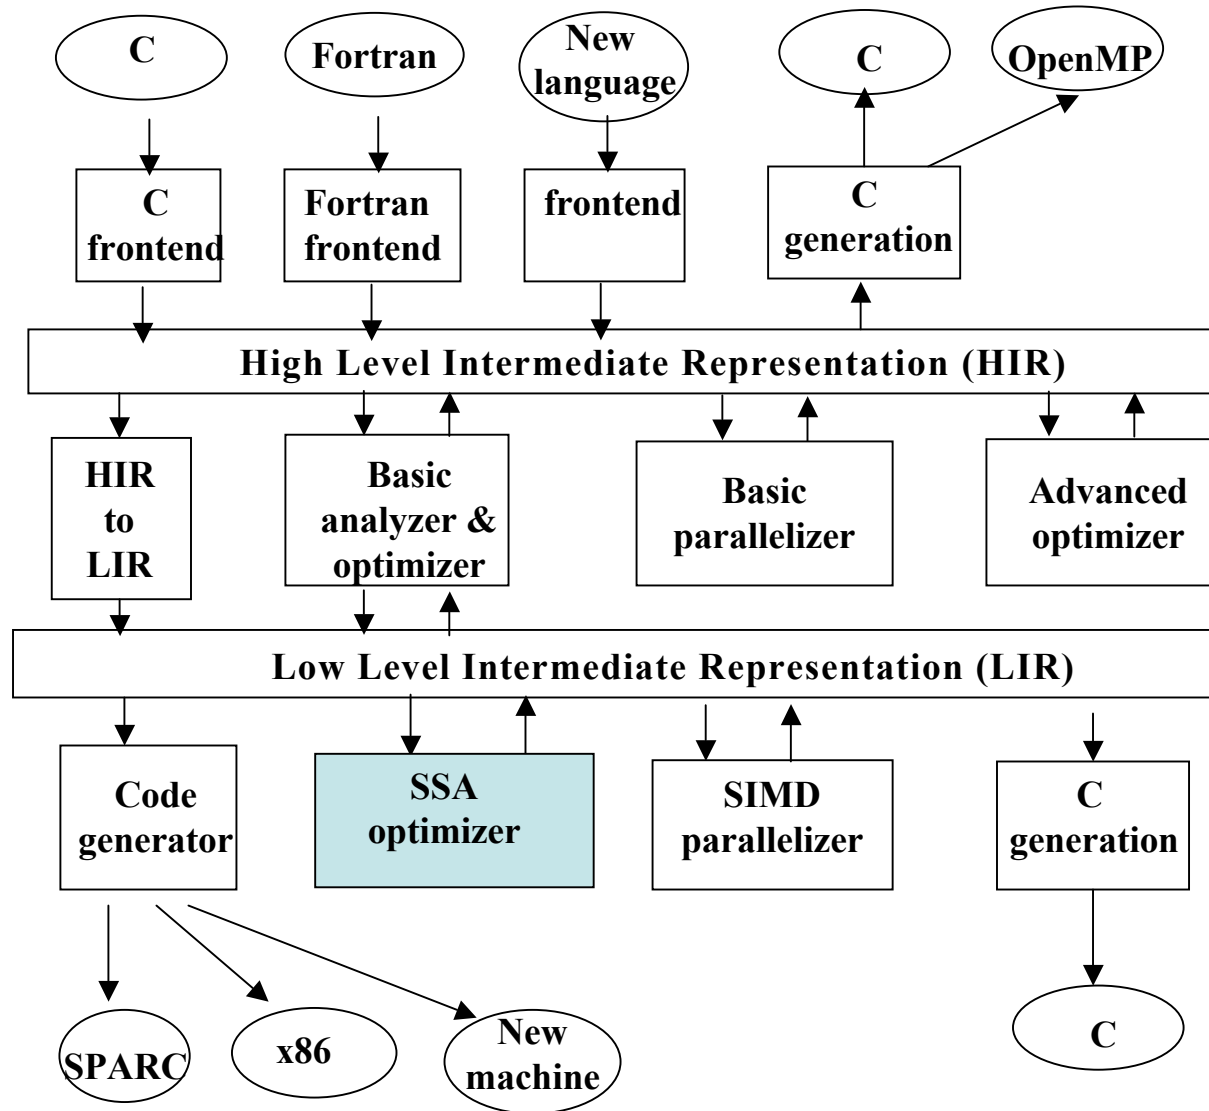 C
Fortran
New
language
C
OpenMP
C
frontend
Fortran
frontend
frontend
C
generation
High Level Intermediate Representation (HIR)
HIR
to
LIR
Basic
analyzer &
optimizer
Basic
parallelizer
Advanced
optimizer
Low Level Intermediate Representation (LIR)
Code
generator
SSA
optimizer
SIMD
parallelizer
C
generation
SPARC
x86
New
machine
C